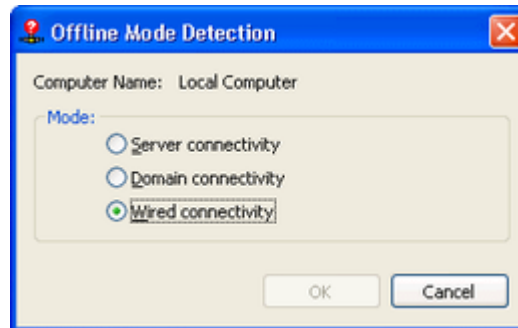 Offline Mode Detection
Computer Name: Local Computer
Mode:
Server connectivity
Domain connectivity
Wired connectivity
OK Cancel